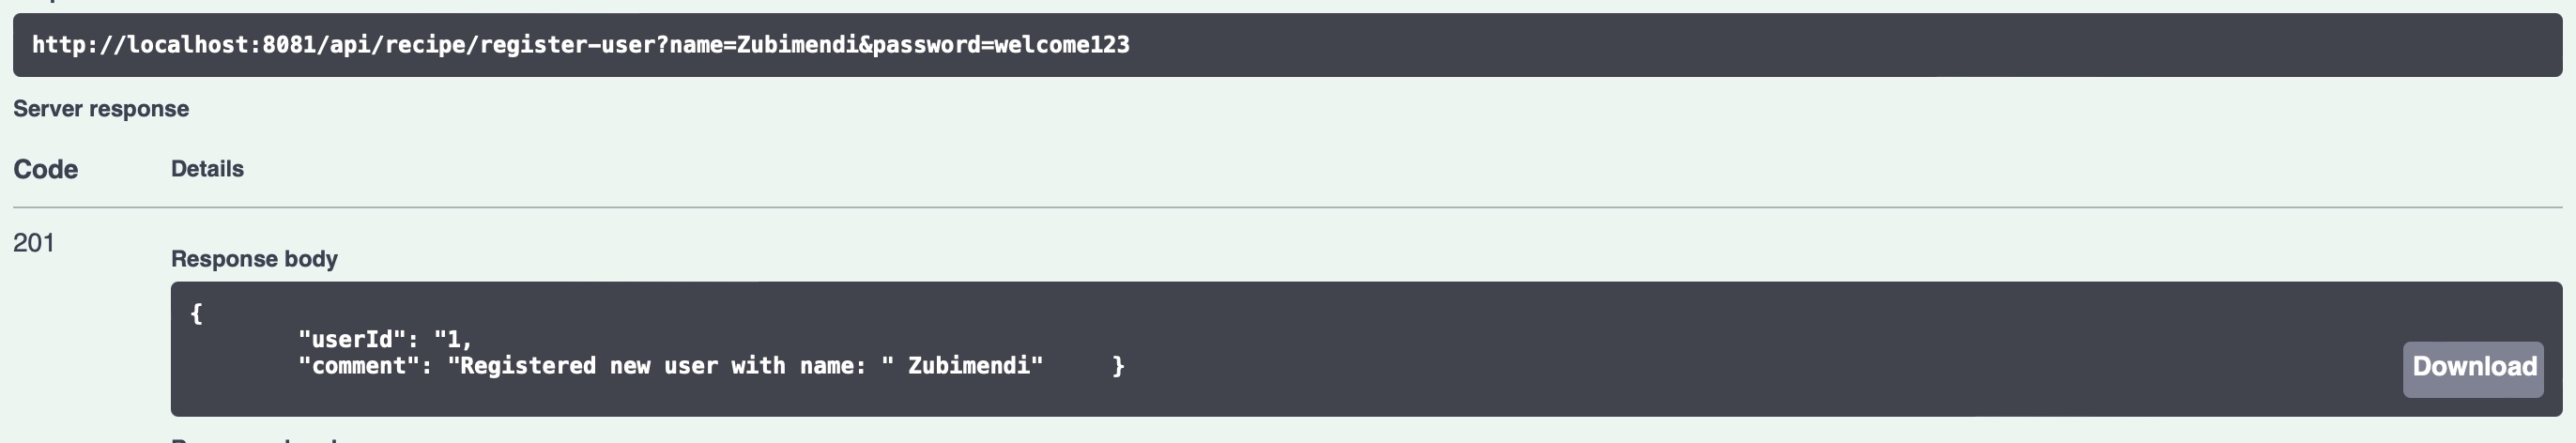 http://localhost:8081/api/recipe/register-user?name=Zubimendi&password=welcome123
Server response
Code Details
201
Response body
{
"userId": "1,
"comment": "Registered new user with name: " Zubimendi" }
Download